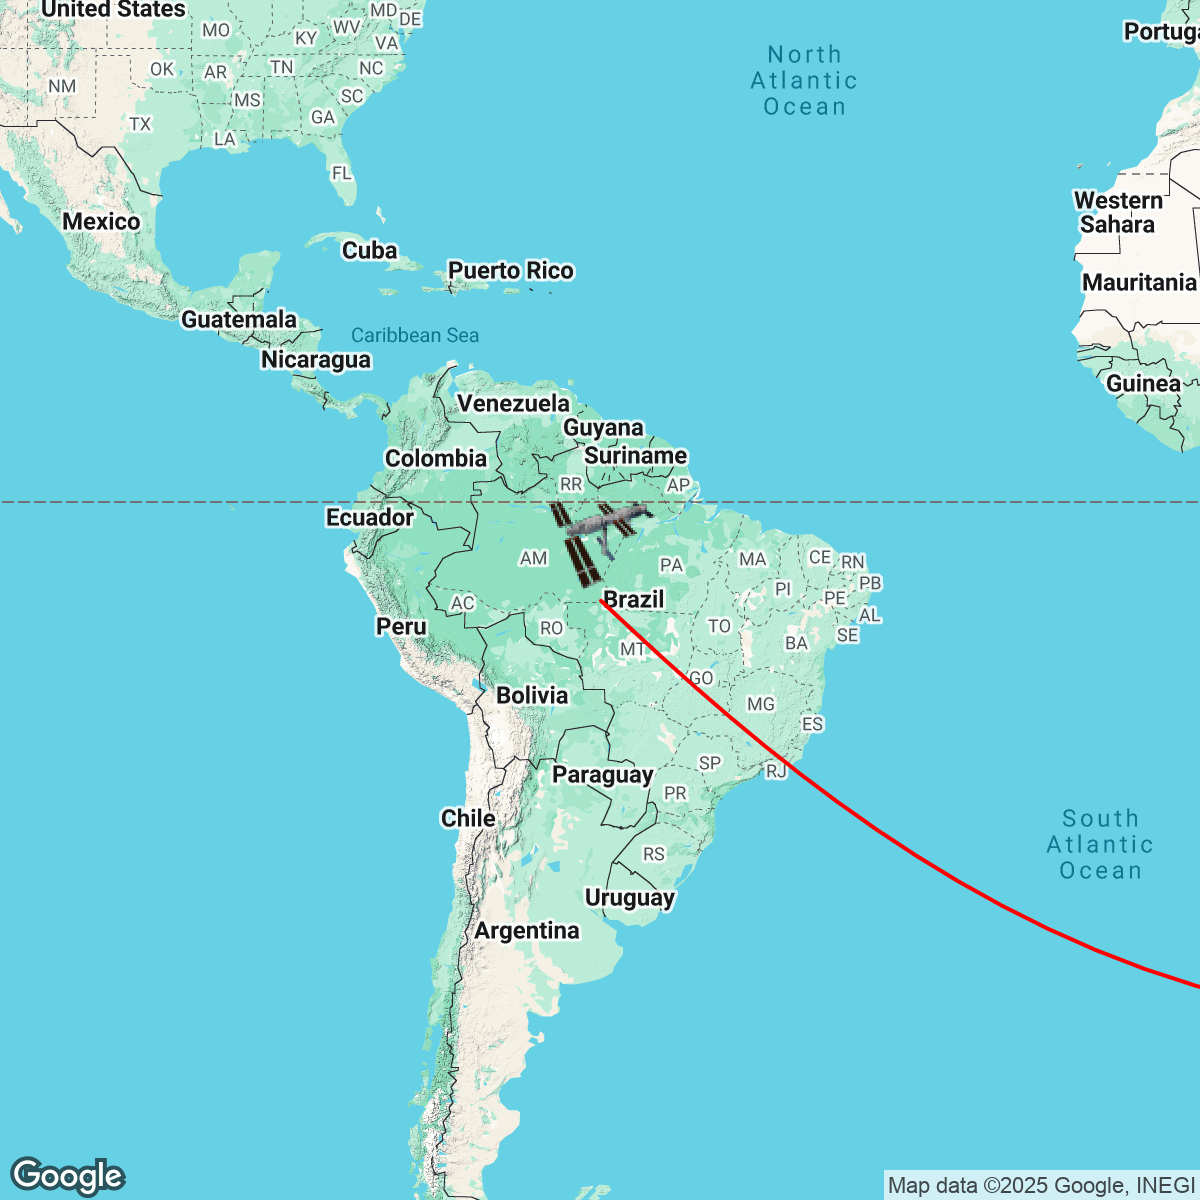 United States
MD
DE
MO
KY
WV
VA
NM
OK
AR
TN
NC
MS
SC
TX
LA
GA
FL
North
Atlantic
Ocean
Portuga
Western
Sahara
Mexico
Cuba
Puerto Rico
Mauritania
Guatemala
Caribbean Sea
Nicaragua
Guinea
Venezuela
Guyana
Colombia
Suriname
RR
AP
Ecuador
AM
PA
MA
CE
RN
PI
PB
PE
AL
AC
Brazil
Peru
RO
MT
TO
BA
SE
GO
Bolivia
MG
ES
Paraguay
SP
RJ
PR
Chile
South
Atlantic
Ocean
RS
Uruguay
Argentina
Google
Map data ©2025 Google, INEGI